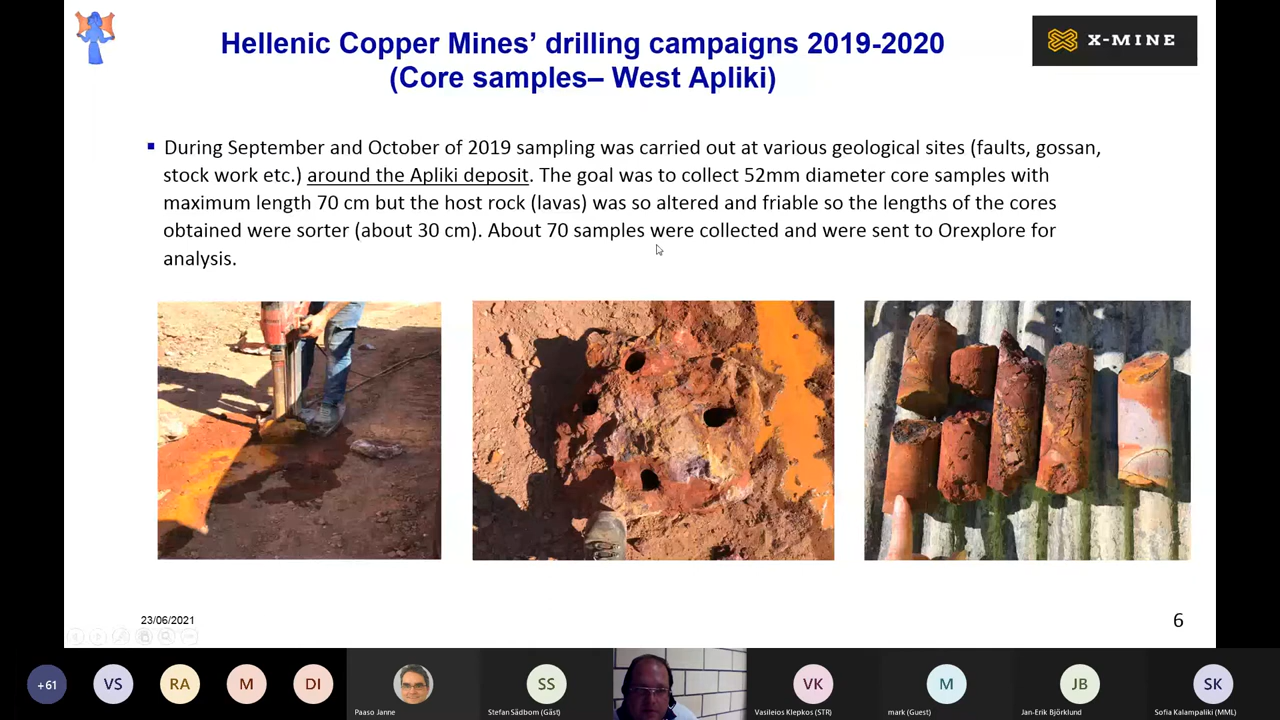 Hellenic Copper Mines’ drilling campaigns 2019-2020
(Core samples– West Apliki)
X-MINE
During September and October of 2019 sampling was carried out at various geological sites (faults, gossan,
stock work etc.) around the Apliki deposit. The goal was to collect 52mm diameter core samples with
maximum length 70 cm but the host rock (lavas) was so altered and friable so the lengths of the cores
obtained were sorter (about 30 cm). About 70 samples were collected and were sent to Orexplore for
analysis.
23/06/2021
6
+61
VS
RA
M
DI
Paaso Janne
SS
Stefan Sädbom (Gäst)
VK
Vasileios Klepkos (STR)
M
mark (Guest)
JB
Jan-Erik Björklund
SK
Sofia Kalampaliki (MML)